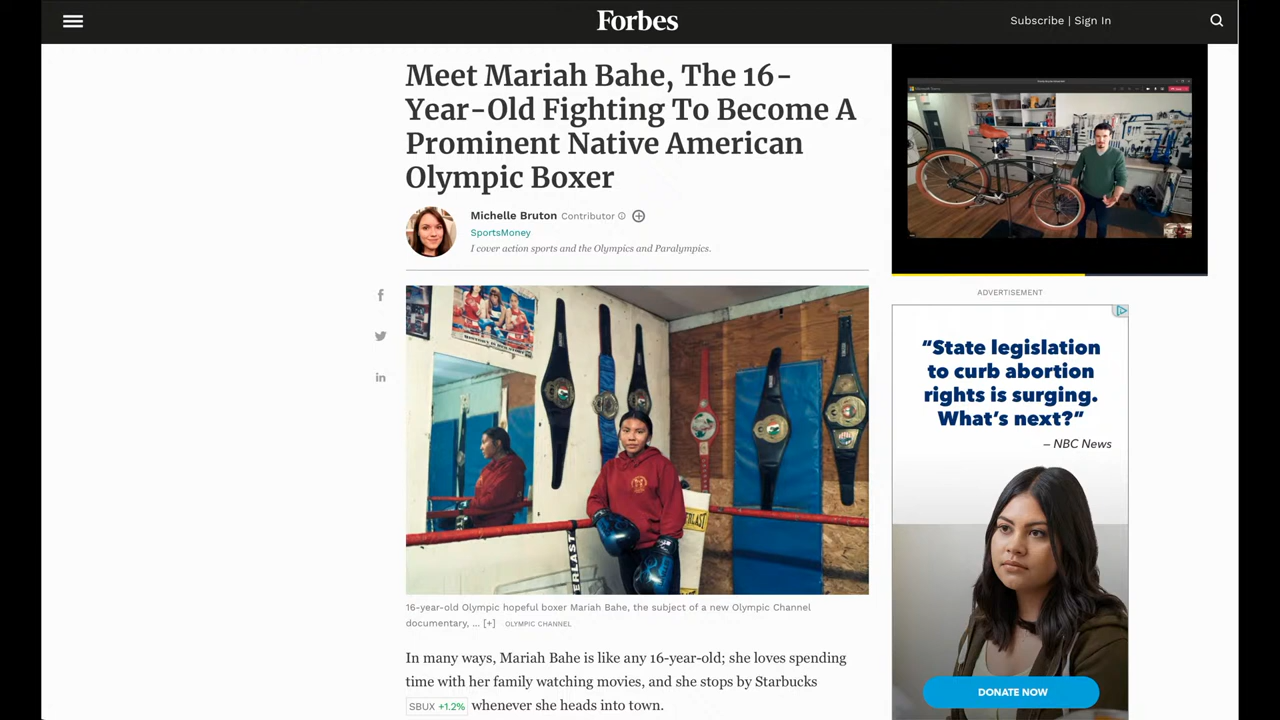 Forbes
Subscribe | Sign In
Meet Mariah Bahe, The 16-
Year-Old Fighting To Become A
Prominent Native American
Olympic Boxer
Michelle Bruton Contributor
SportsMoney
I cover action sports and the Olympics and Paralympics.
EVERLAST
ERLAST
16-year-old Olympic hopeful boxer Mariah Bahe, the subject of a new Olympic Channel
documentary, ... [+] OLYMPIC CHANNEL
In many ways, Mariah Bahe is like any 16-year-old; she loves spending
time with her family watching movies, and she stops by Starbucks
SBUX +1.2% whenever she heads into town.
ADVERTISEMENT
“State legislation
to curb abortion
rights is surging.
What’s next?”
– NBC News
DONATE NOW